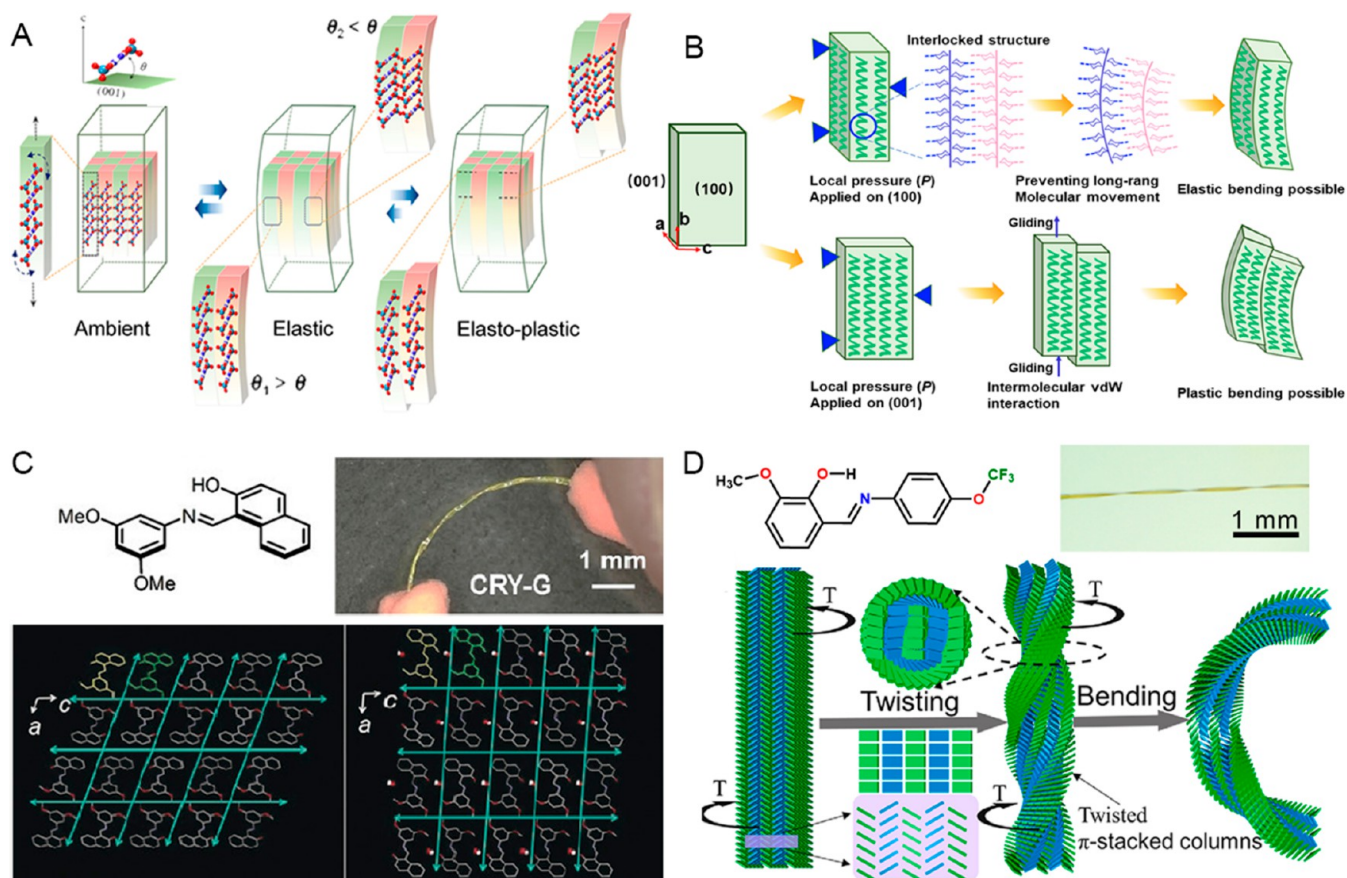 A
c
θ
(001)
θ₂ < θ
θ₁ > θ
Ambient
Elastic
Elasto-plastic
B
(001)
(100)
a
b
c
Interlocked structure
Local pressure (P)
Applied on (100)
Preventing long-rang
Molecular movement
Elastic bending possible
Gliding
Gliding
Local pressure (P)
Applied on (001)
Intermolecular vdW
interaction
Plastic bending possible
C
HO
MeO
N
OMe
1 mm
CRY-G
c
a
c
a
D
H₃C
O
O
H
N
O
CF₃
1 mm
T
T
Twisting
Bending
T
T
Twisted
π-stacked columns